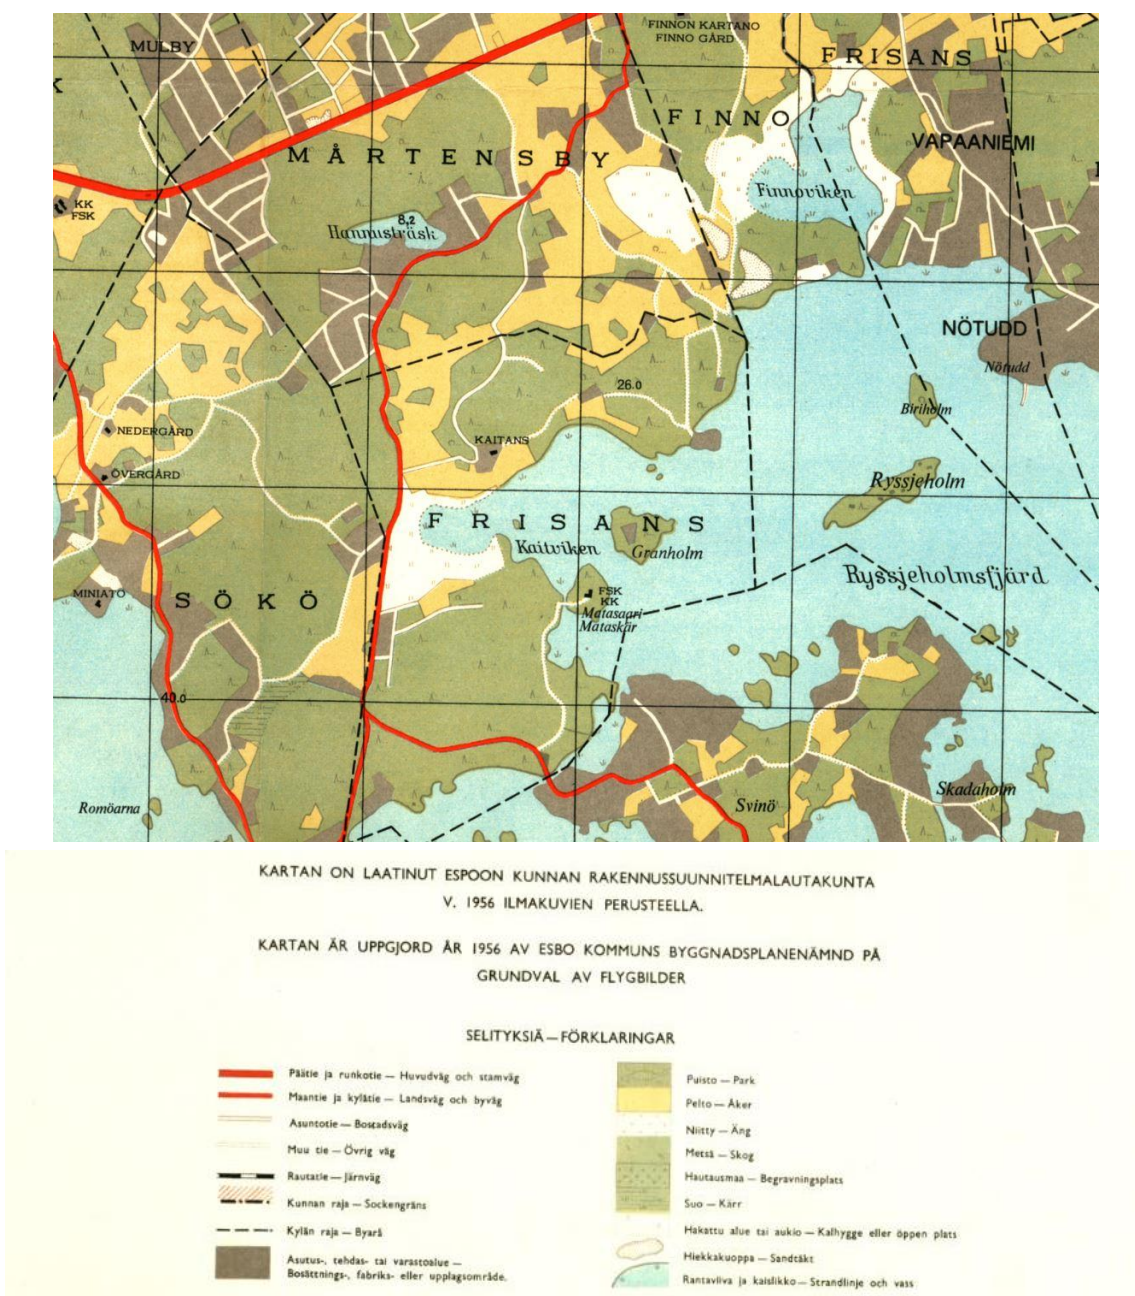 FINNON KARTANO
FINNO GÅRD
MULBY
FRISANS
K
FINNO
VAPAANIEMI
MÅRTENSBY
Finnoviken
KK
FSK
8,2
Hannusträsk
NÖTUDD
Nötudd
26.0
Biriholm
NEDERGÅRD
KAITANS
ÖVERGÅRD
Ryssjeholm
FRISANS
Kaitviken
Granholm
Ryssjeholmsfjärd
MINIATO
SÖKÖ
FSK
KK
Matasaari
Mataskär
40.0
Romöarna
Svinö
Skadaholm
KARTAN ON LAATINUT ESPOON KUNNAN RAKENNUSSUUNNITELMALAUTAKUNTA
V. 1956 ILMAKUVIEN PERUSTEELLA.
KARTAN ÄR UPPGJORD ÅR 1956 AV ESBO KOMMUNS BYGGNADSPLANENÄMND PÅ
GRUNDVAL AV FLYGBILDER
SELITYKSIÄ — FÖRKLARINGAR
Päätie ja runkotie — Huvudväg och stamväg
Maantie ja kylätie — Landsväg och byväg
Asuntotie — Bostadsväg
Muu tie — Övrig väg
Rautatie — Järnväg
Kunnan raja — Sockengräns
Kylän raja — Byarå
Asutus-, tehdas- tai varastoalue —
Bosättnings-, fabriks- eller upplagsområde.
Puisto — Park
Pelto — Åker
Niitty — Äng
Metsä — Skog
Hautausmaa — Begravningsplats
Suo — Kärr
Hakattu alue tai aukio — Kalhygge eller öppen plats
Hiekkakuoppa — Sandtäkt
Rantaviiva ja kaislikko — Strandlinje och vass